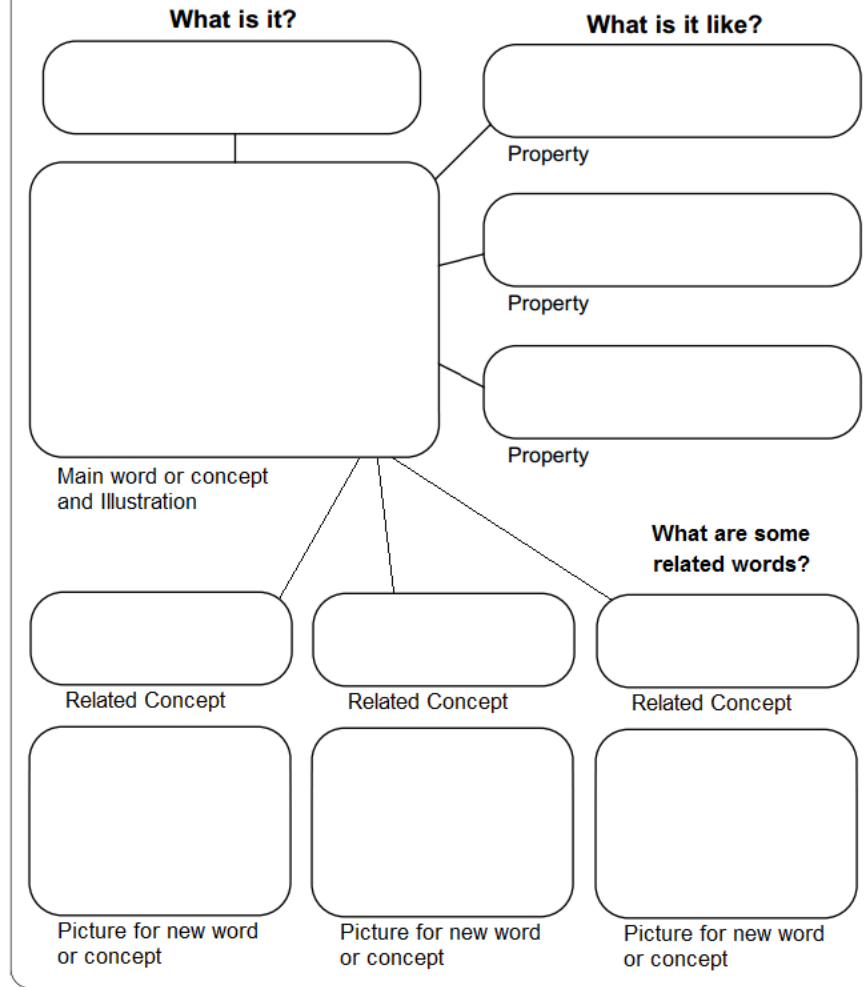 What is it?
What is it like?
Property
Property
Property
Main word or concept
and Illustration
What are some
related words?
Related Concept
Related Concept
Related Concept
Picture for new word
or concept
Picture for new word
or concept
Picture for new word
or concept